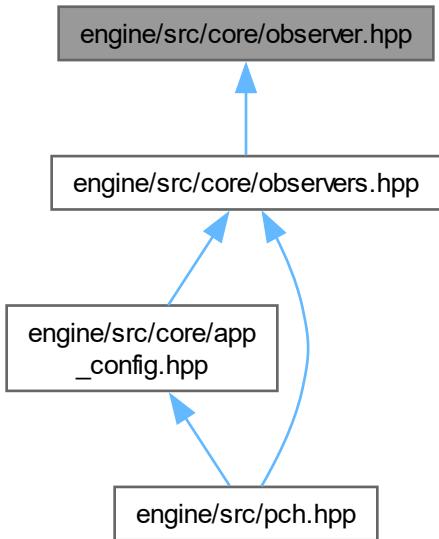 engine/src/core/observer.hpp
engine/src/core/observers.hpp
engine/src/core/app
_config.hpp
engine/src/pch.hpp